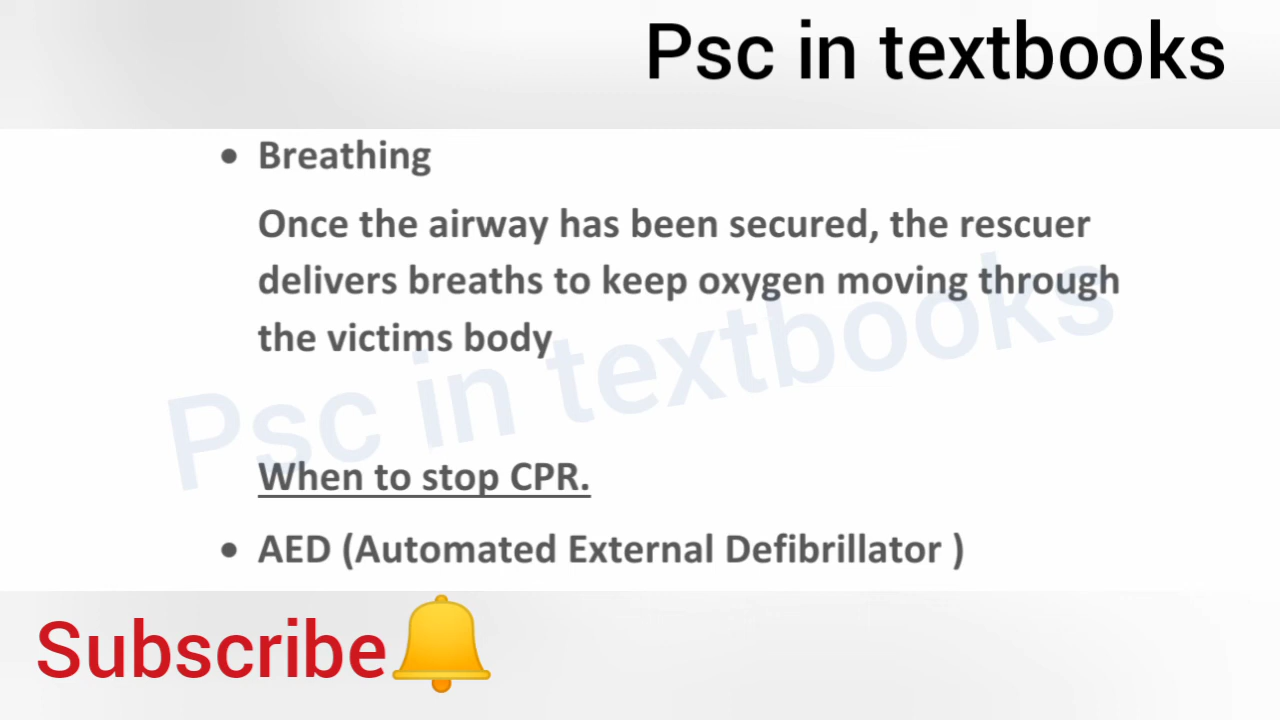 Psc in textbooks
• Breathing
Once the airway has been secured, the rescuer
delivers breaths to keep oxygen moving through
the victims body
Psc in textbooks
When to stop CPR.
• AED (Automated External Defibrillator )
Subscribe